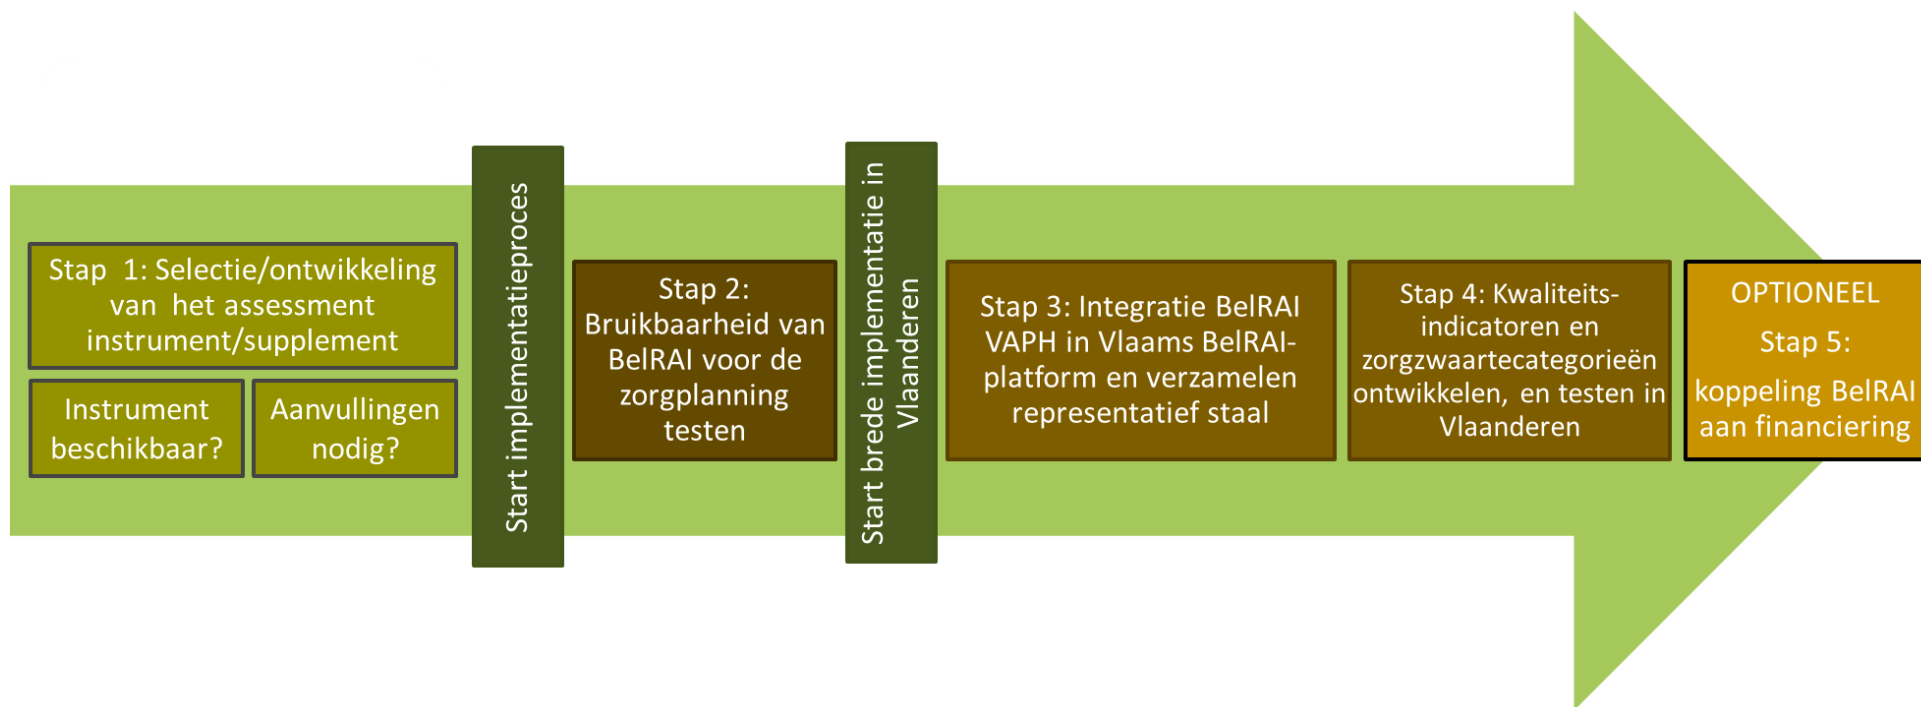 Stap 1: Selectie/ontwikkeling
van het assessment
instrument/supplement
Instrument
beschikbaar?
Aanvullingen
nodig?
Start implementatieproces
Stap 2:
Bruikbaarheid van
BelRAI voor de
zorgplanning
testen
Start brede implementatie in
Vlaanderen
Stap 3: Integratie BelRAI
VAPH in Vlaams BelRAI-
platform en verzamelen
representatief staal
Stap 4: Kwaliteits-
indicatoren en
zorgzwaartecategorieën
ontwikkelen, en testen in
Vlaanderen
OPTIONEEL
Stap 5:
koppeling BelRAI
aan financiering